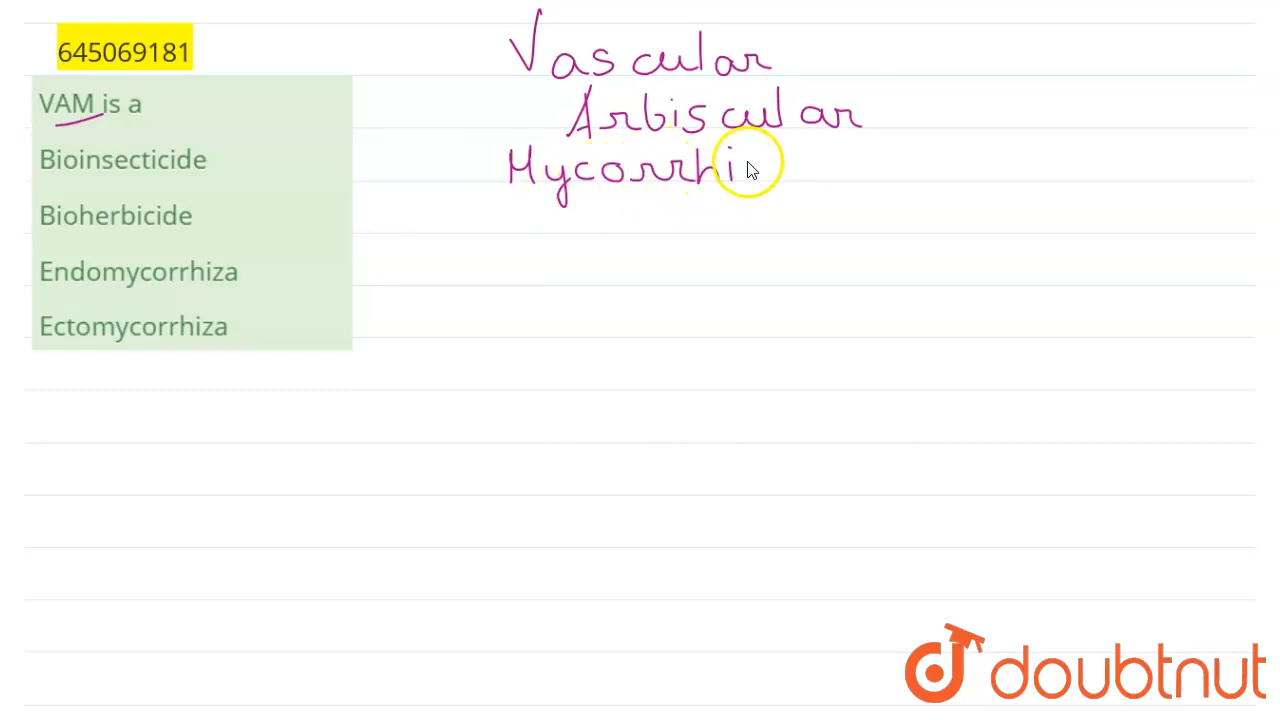 645069181
VAM is a
Bioinsecticide
Bioherbicide
Endomycorrhiza
Ectomycorrhiza
Vascular
Arbiscular
Mycorrhi
doubtnut